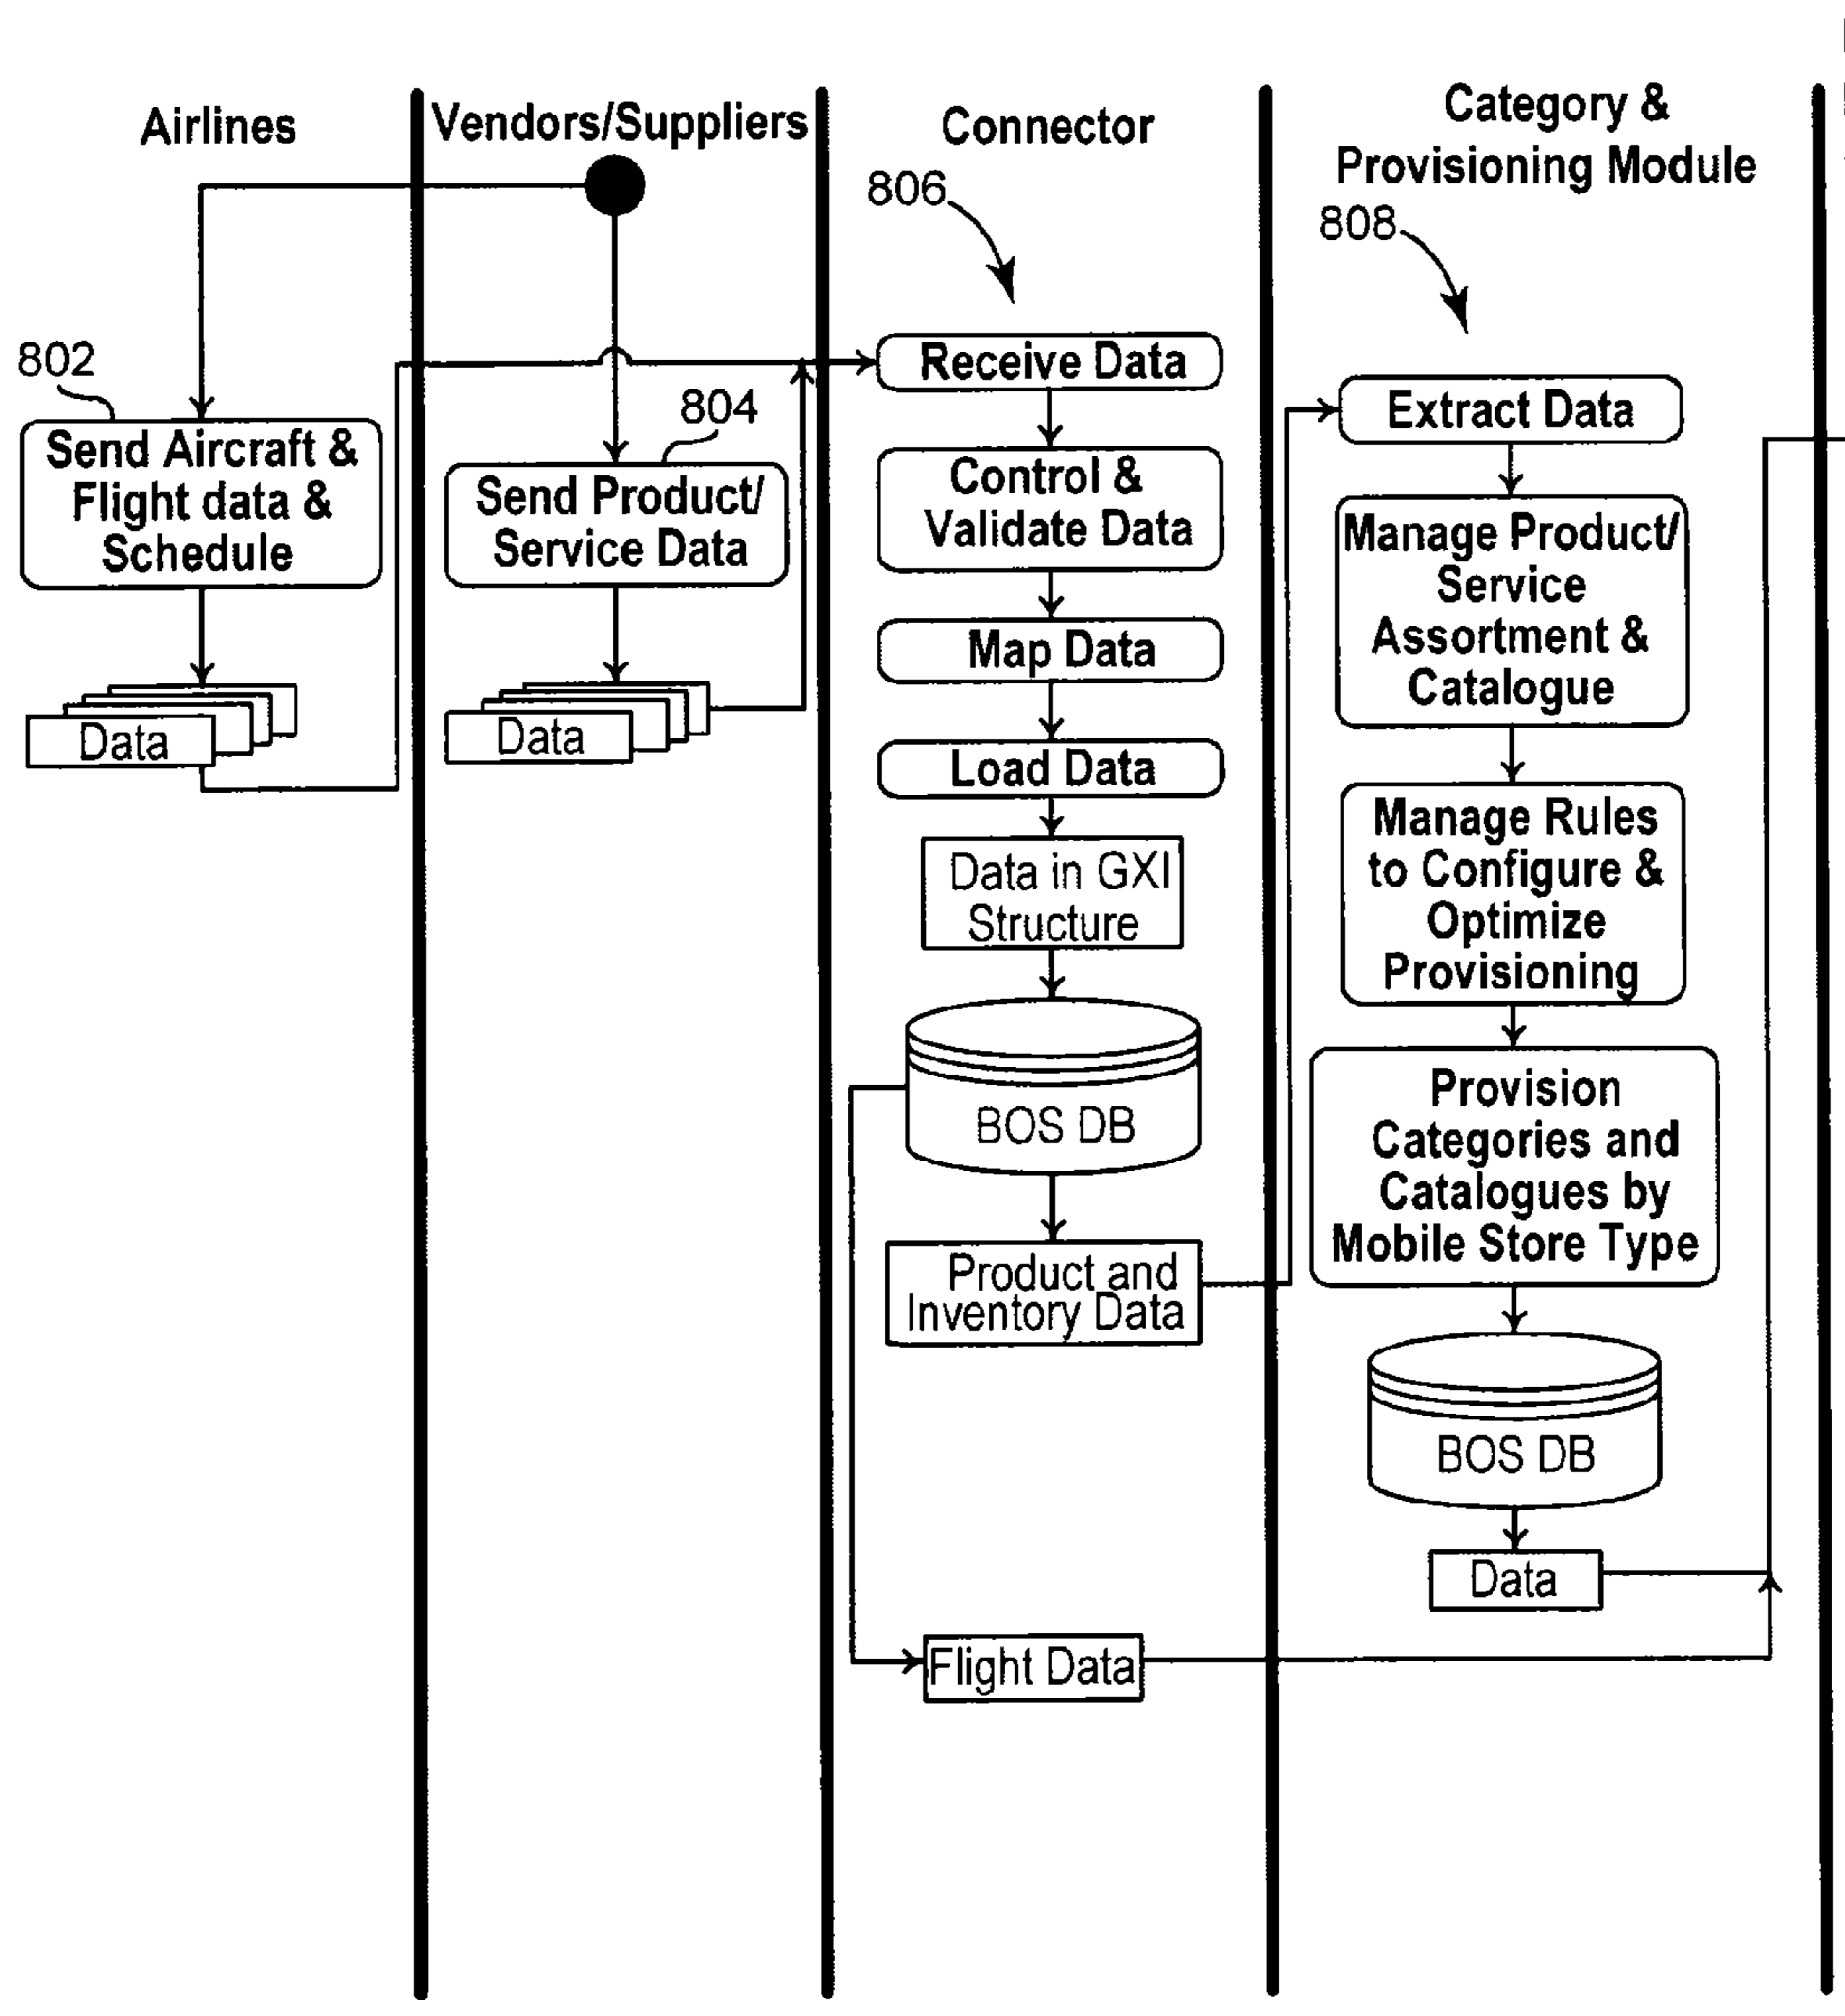 Airlines
802
Send Aircraft &
Flight data &
Schedule
Data
Vendors/Suppliers
804
Send Product/
Service Data
Data
Connector
806
Receive Data
Control &
Validate Data
Map Data
Load Data
Data in GXI
Structure
BOS DB
Product and
Inventory Data
Flight Data
Category &
Provisioning Module
808
Extract Data
Manage Product/
Service
Assortment &
Catalogue
Manage Rules
to Configure &
Optimize
Provisioning
Provision
Categories and
Catalogues by
Mobile Store Type
BOS DB
Data